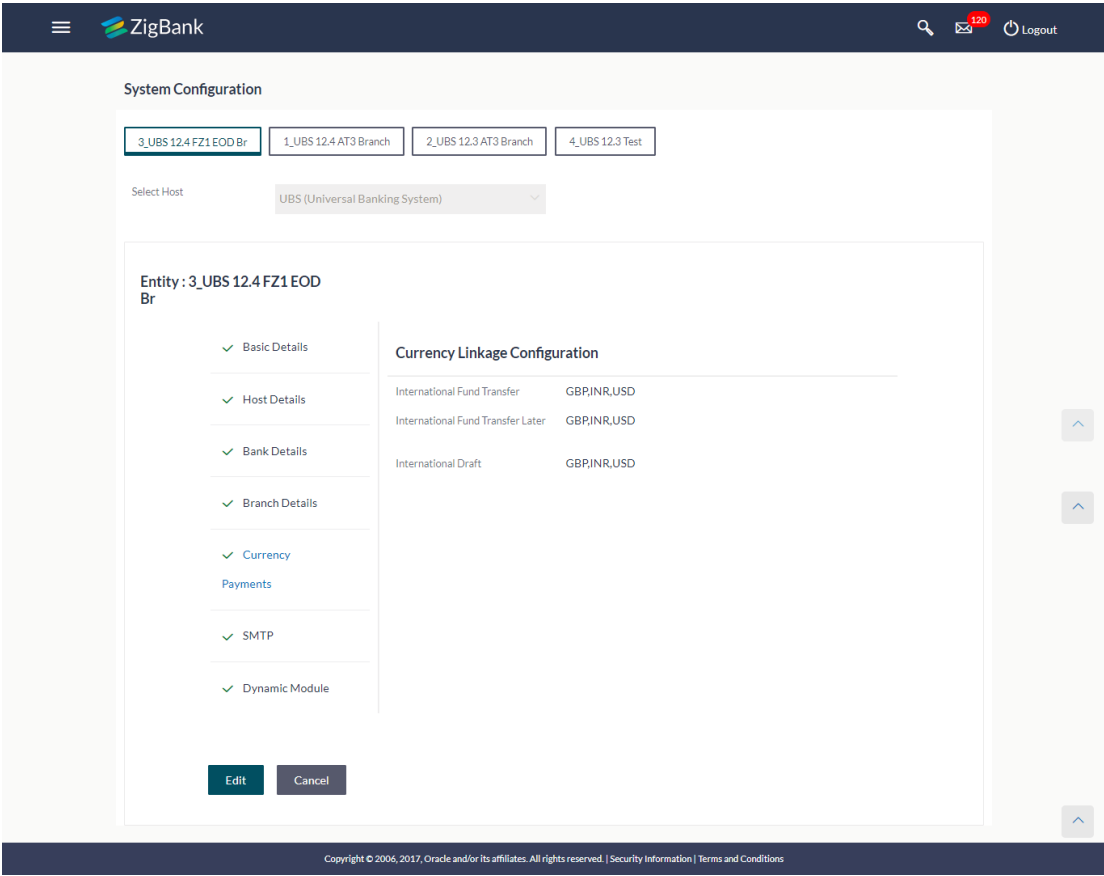 ZigBank
120
Logout
System Configuration
3_UBS 12.4 FZ1 EOD Br
1_UBS 12.4 AT3 Branch
2_UBS 12.3 AT3 Branch
4_UBS 12.3 Test
Select Host
UBS (Universal Banking System)
Entity : 3_UBS 12.4 FZ1 EOD
Br
Basic Details
Host Details
Bank Details
Branch Details
Currency
Payments
SMTP
Dynamic Module
Currency Linkage Configuration
International Fund Transfer GBP,INR,USD
International Fund Transfer Later GBP,INR,USD
International Draft GBP,INR,USD
Edit
Cancel
Copyright © 2006, 2017, Oracle and/or its affiliates. All rights reserved. | Security Information | Terms and Conditions